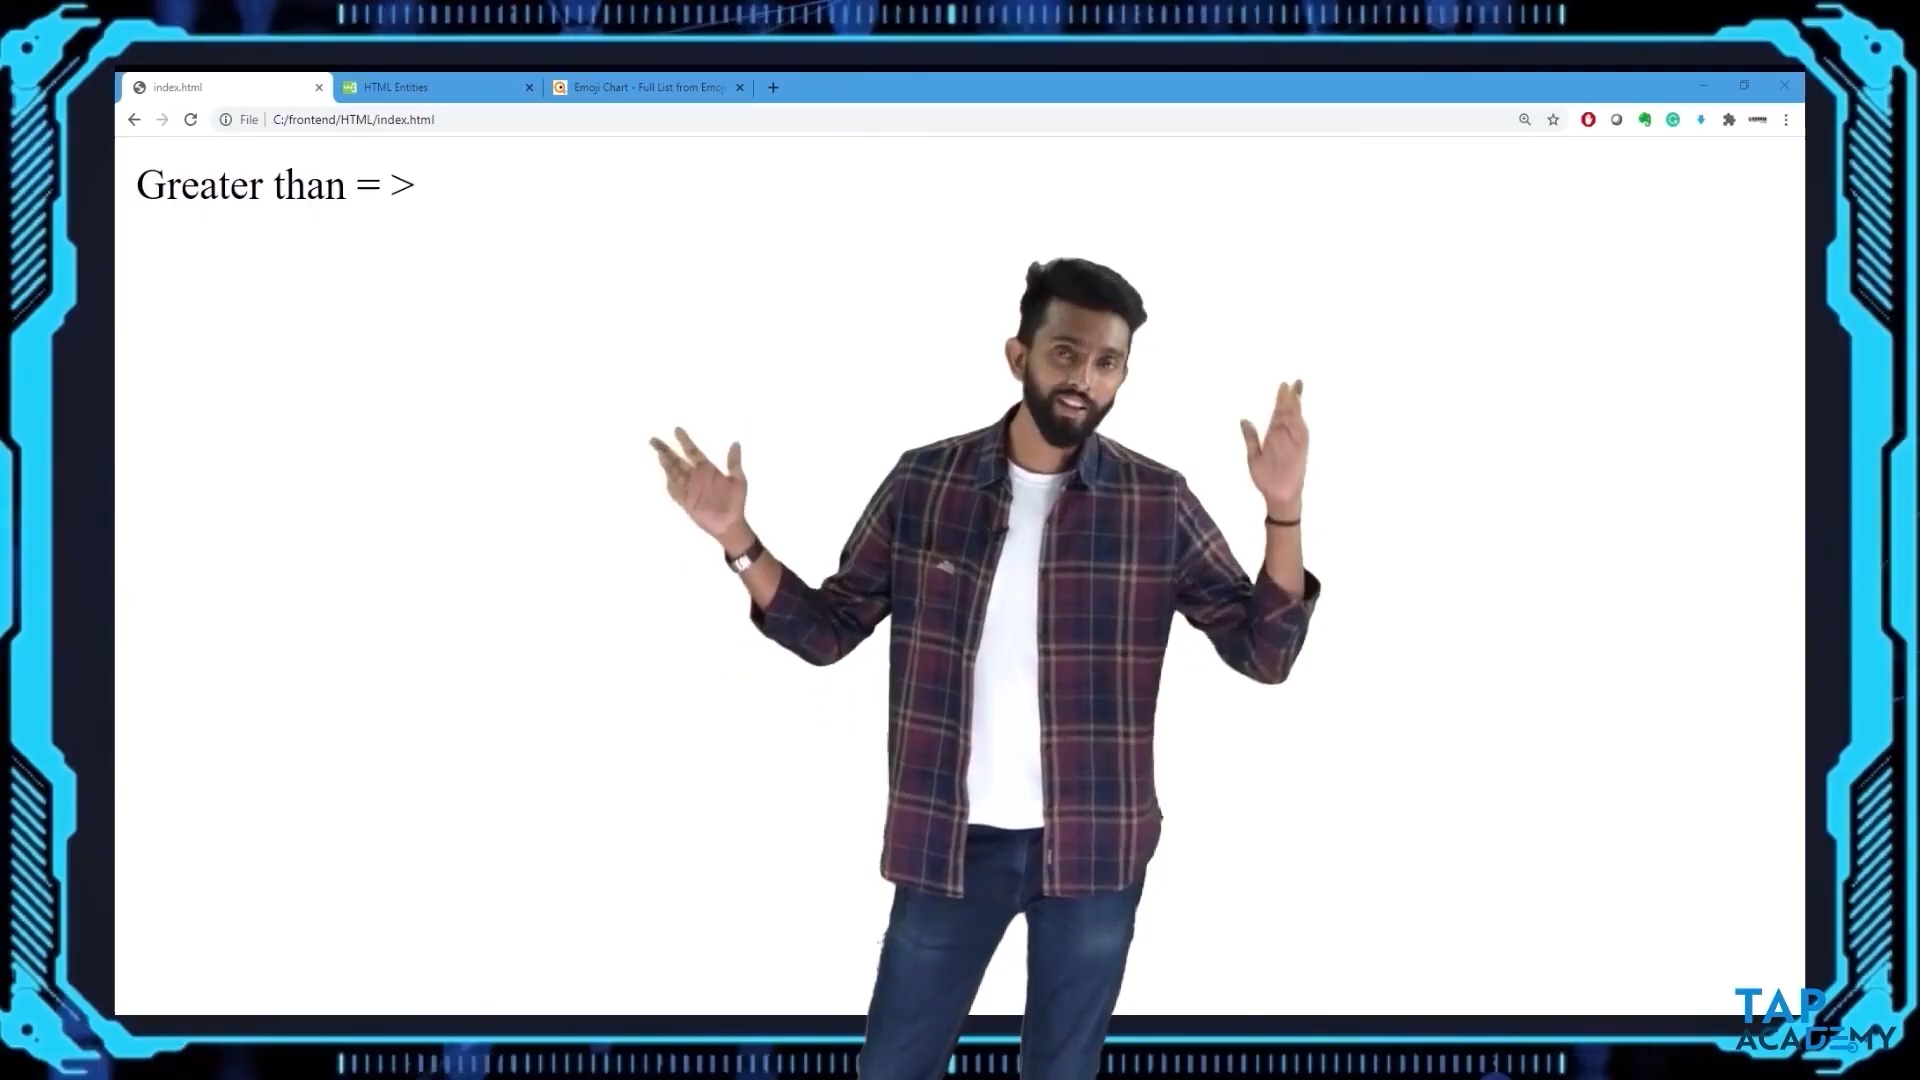 index.html
HTML Entities
Emoji Chart - Full List from Emoj
File
C:/frontend/HTML/index.html
Greater than = >
TAP
ACADEMY